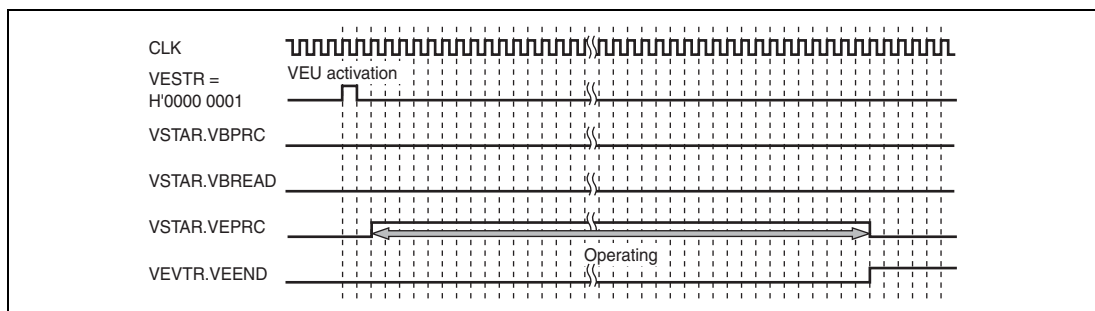 CLK
VEU activation
VESTR =
H'0000 0001
VSTAR.VBPRC
VSTAR.VBREAD
VSTAR.VEPRC
Operating
VEVTR.VEEND